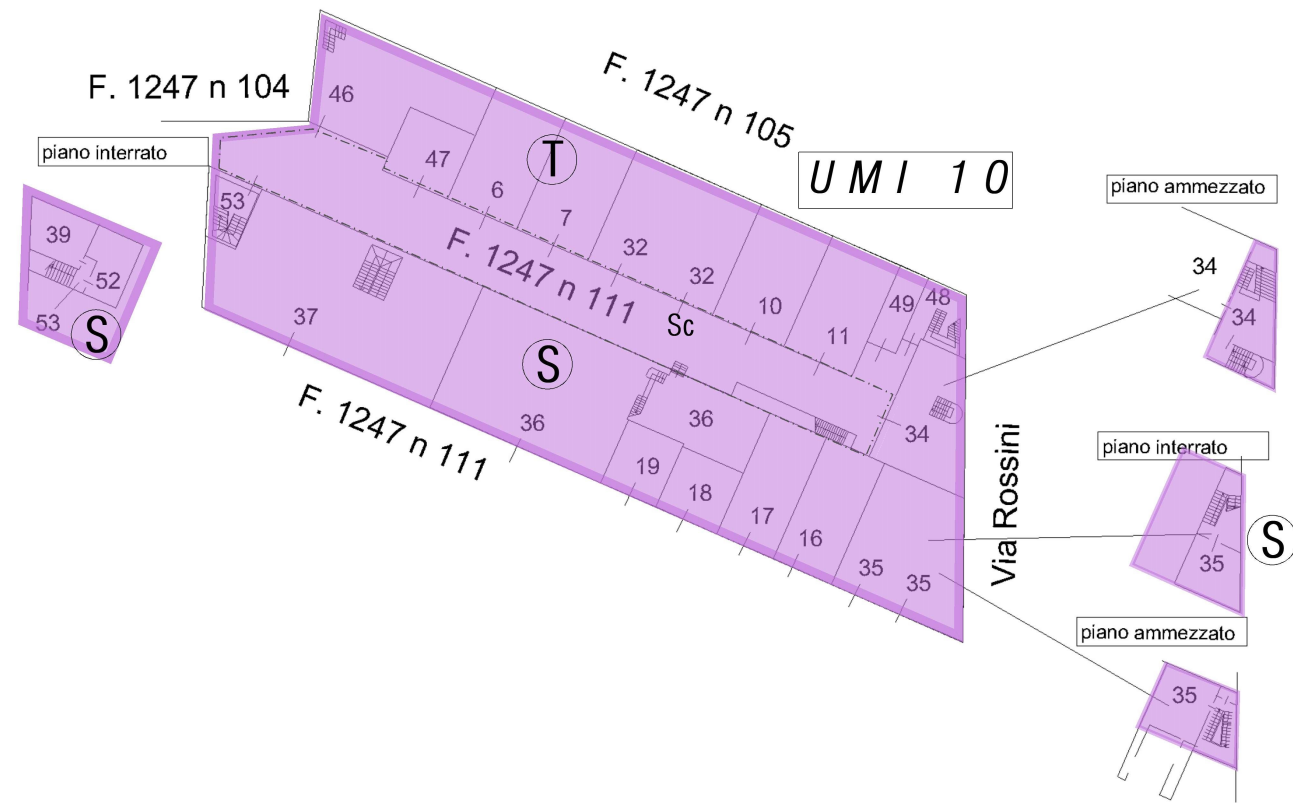 F. 1247 n 104
F. 1247 n 105
UMI 10
piano interrato
piano ammezzato
46
47
T
6
7
32
32
10
11
49
48
34
34
34
53
39
52
53
S
F. 1247 n 111
Sc
37
36
S
36
19
18
17
16
35
35
F. 1247 n 111
Via Rossini
piano interrato
35
S
piano ammezzato
35